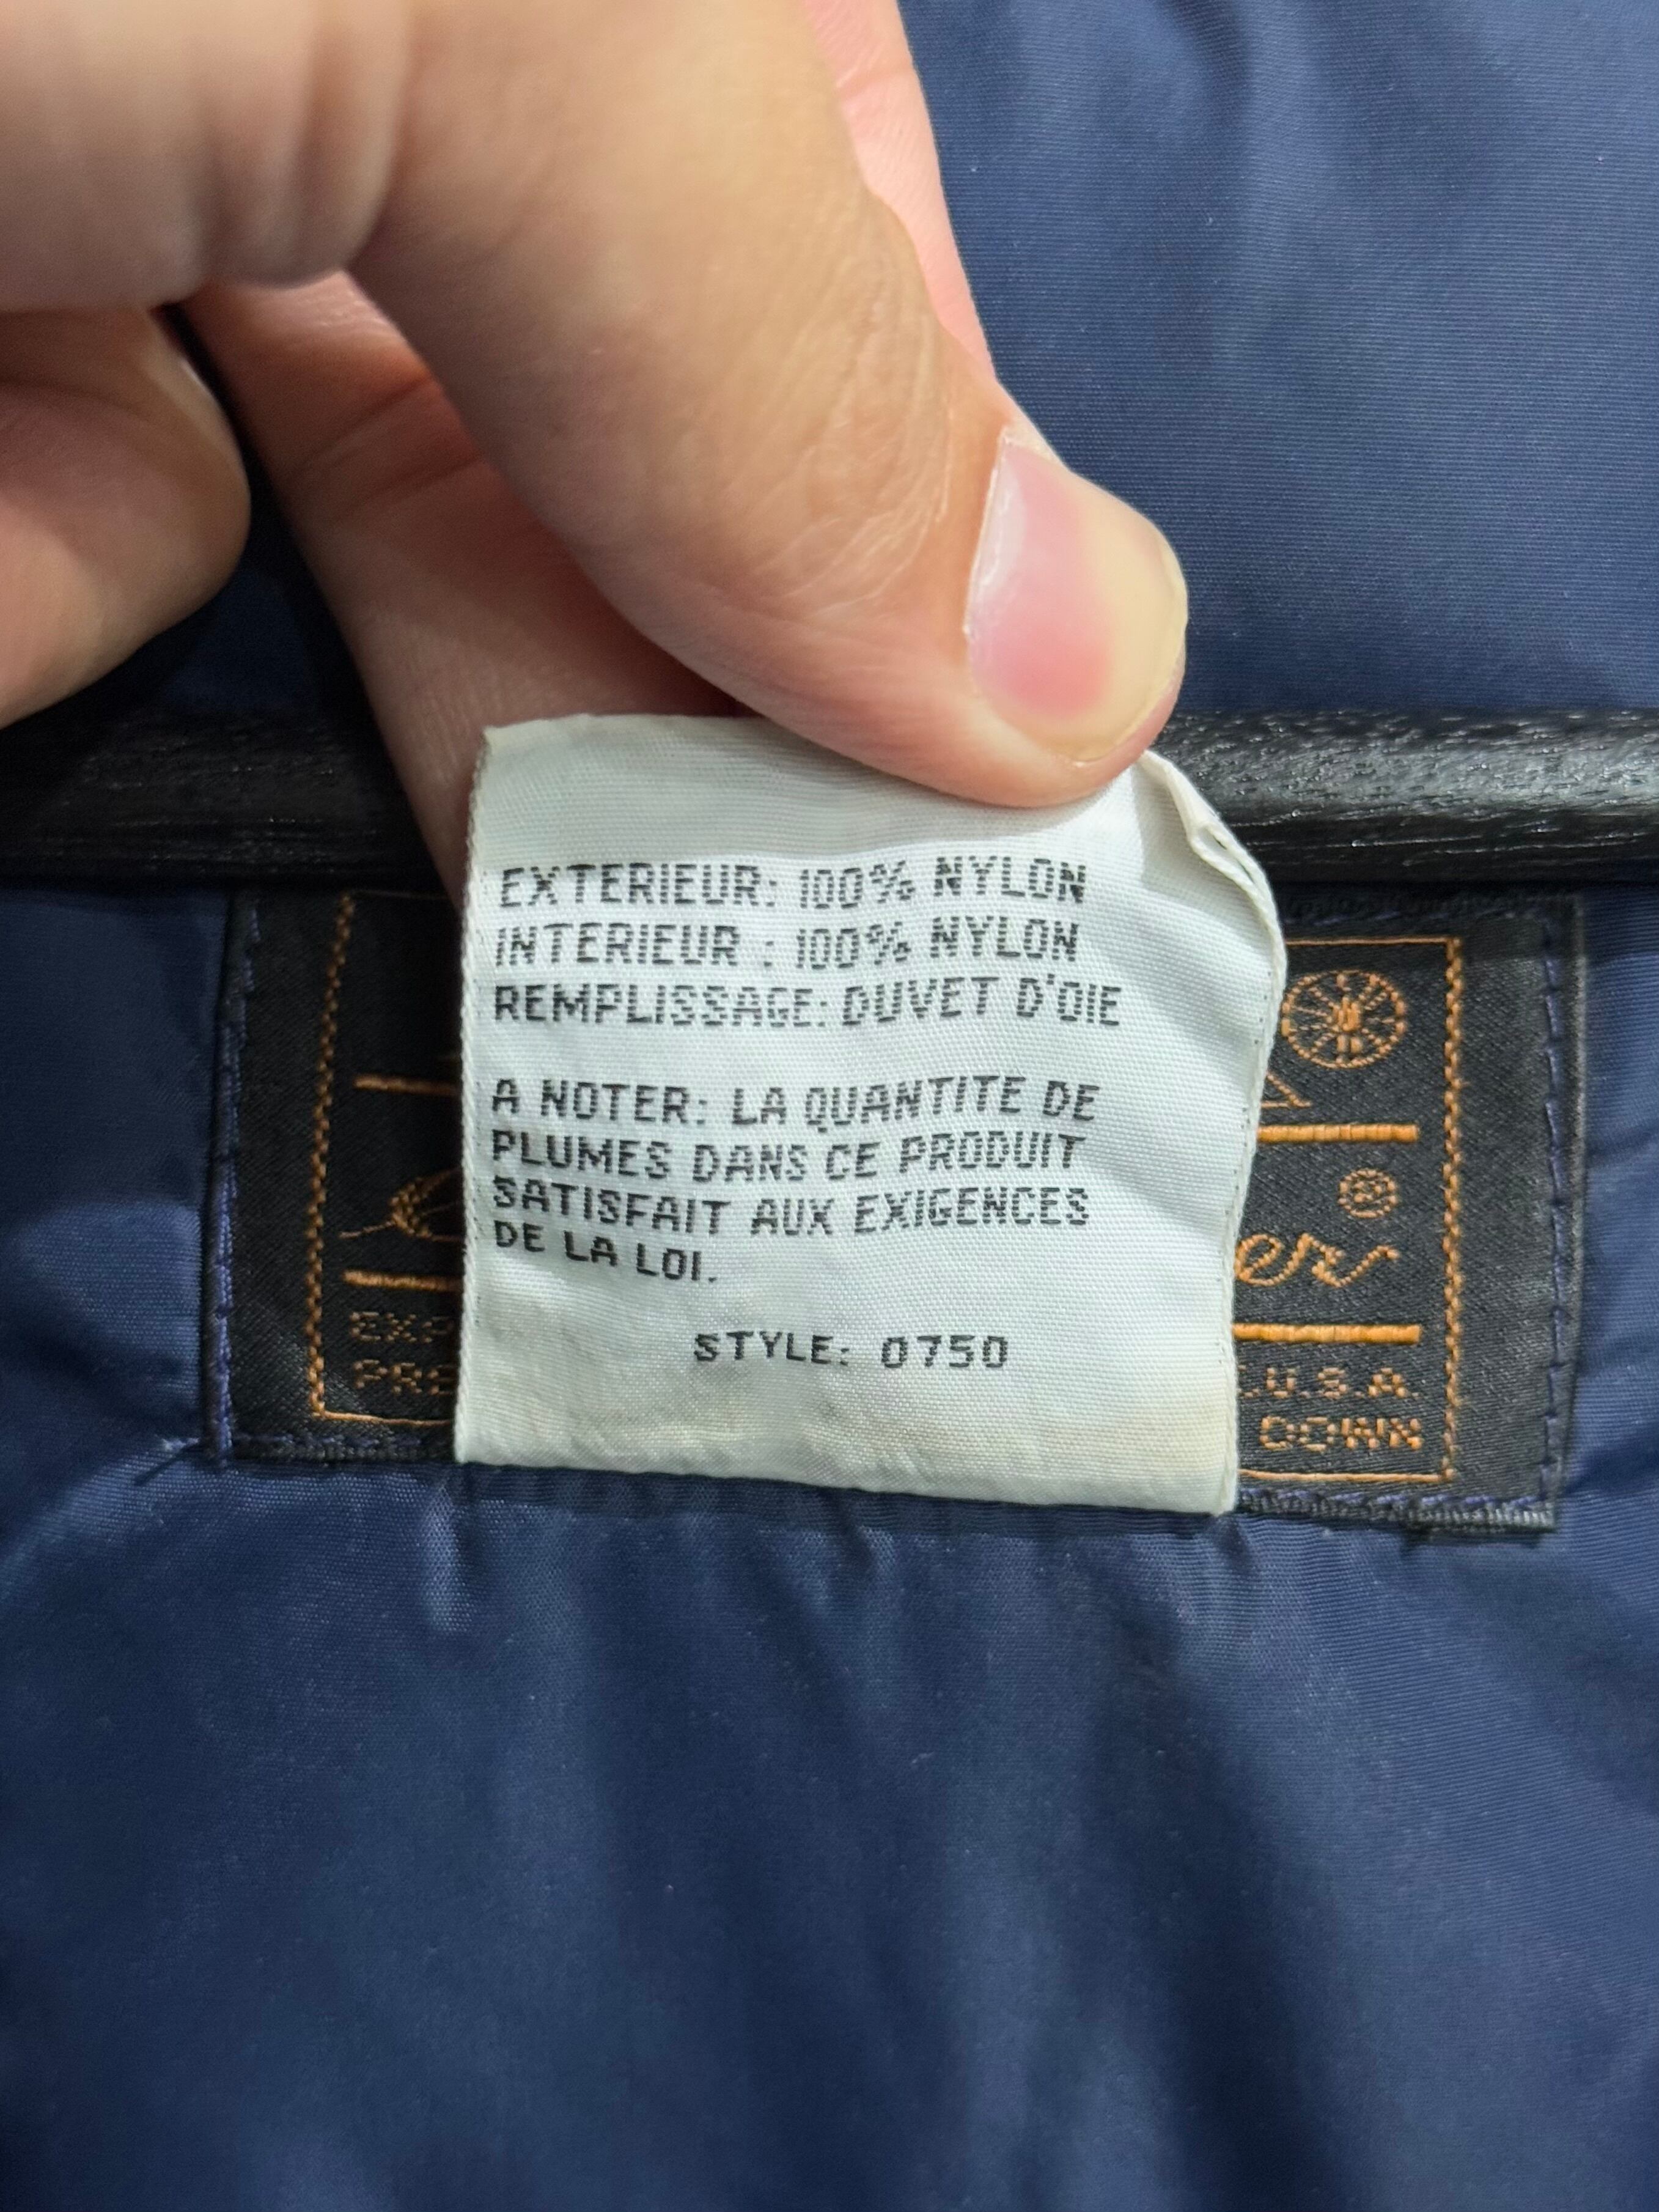 EXTERIEUR: 100% NYLON
INTERIEUR : 100% NYLON
REMPLISSAGE: DUVET D'OIE
A NOTER: LA QUANTITE DE
PLUMES DANS CE PRODUIT
SATISFAIT AUX EXIGENCES
DE LA LOI.
STYLE: 0750
®
er
U.S.A.
DOWN